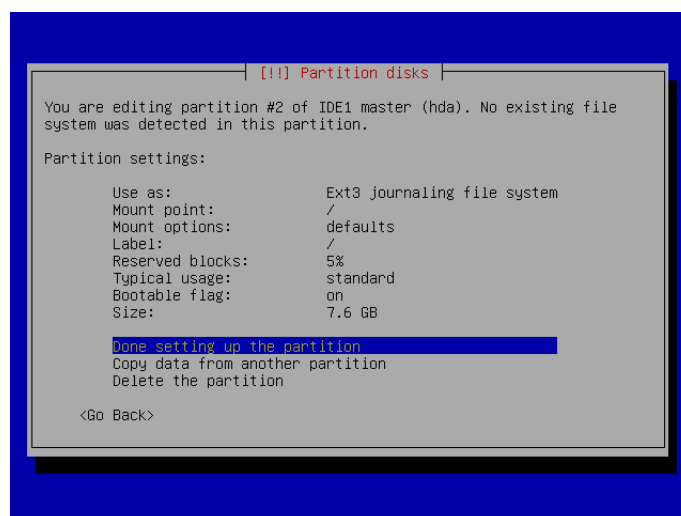 [!!] Partition disks
You are editing partition #2 of IDE1 master (hda). No existing file
system was detected in this partition.
Partition settings:
Use as: Ext3 journaling file system
Mount point: /
Mount options: defaults
Label: /
Reserved blocks: 5%
Typical usage: standard
Bootable flag: on
Size: 7.6 GB
Done setting up the partition
Copy data from another partition
Delete the partition
<Go Back>